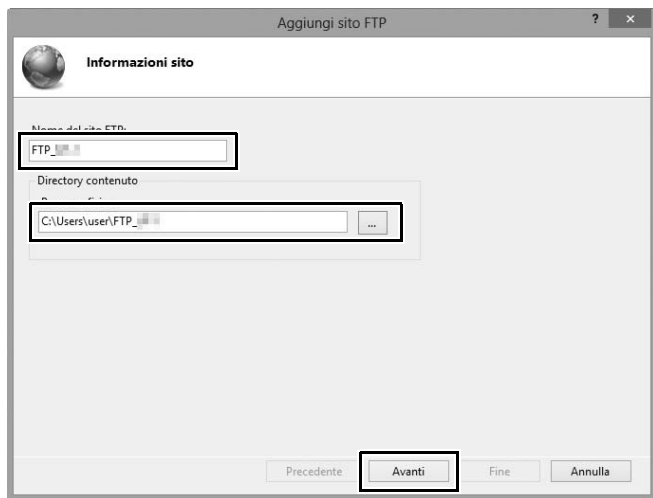 Aggiungi sito FTP
? ×
Informazioni sito
Nome del sito FTP:
FTP_
Directory contenuto
C:\Users\user\FTP_
...
Precedente Avanti Fine Annulla